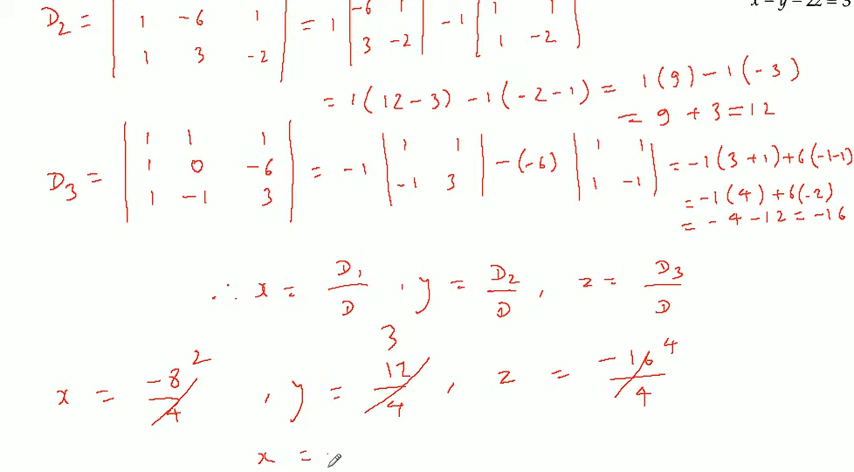 x - y - 2z = 3
D₂ = | 1 -6 1 | = 1 | -6 1 | - 1 | 1 1 |
| 1 3 -2 | | 3 -2 | | 1 -2 |
= 1(12 - 3) - 1(-2 - 1) = 1(9) - 1(-3)
= 9 + 3 = 12
D₃ = | 1 1 1 |
| 1 0 -6 | = -1 | 1 1 | - (-6) | 1 1 | = -1(3 + 1) + 6(-1 - 1)
| 1 -1 3 | | -1 3 | | 1 -1 | = -1(4) + 6(-2)
= -4 - 12 = -16
∴ x = D₁/D , y = D₂/D , z = D₃/D
3
x = -8/4 2 , y = 12/4 , z = -16/4 4
x =